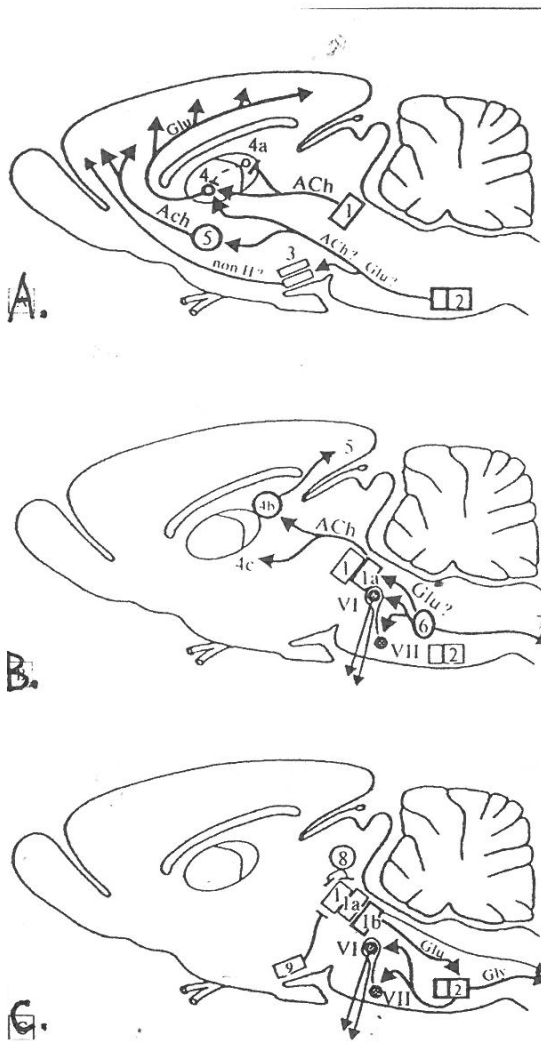 Glu
4a
4
ACh
1
Ach
5
3
ACh?
Glu?
non H?
2
A.
5
4b
ACh
4c
1
1a
Glu?
VI
6
VII
2
B.
8
1
1a
1b
Glu
VI
9
2
Gly
VII
C.